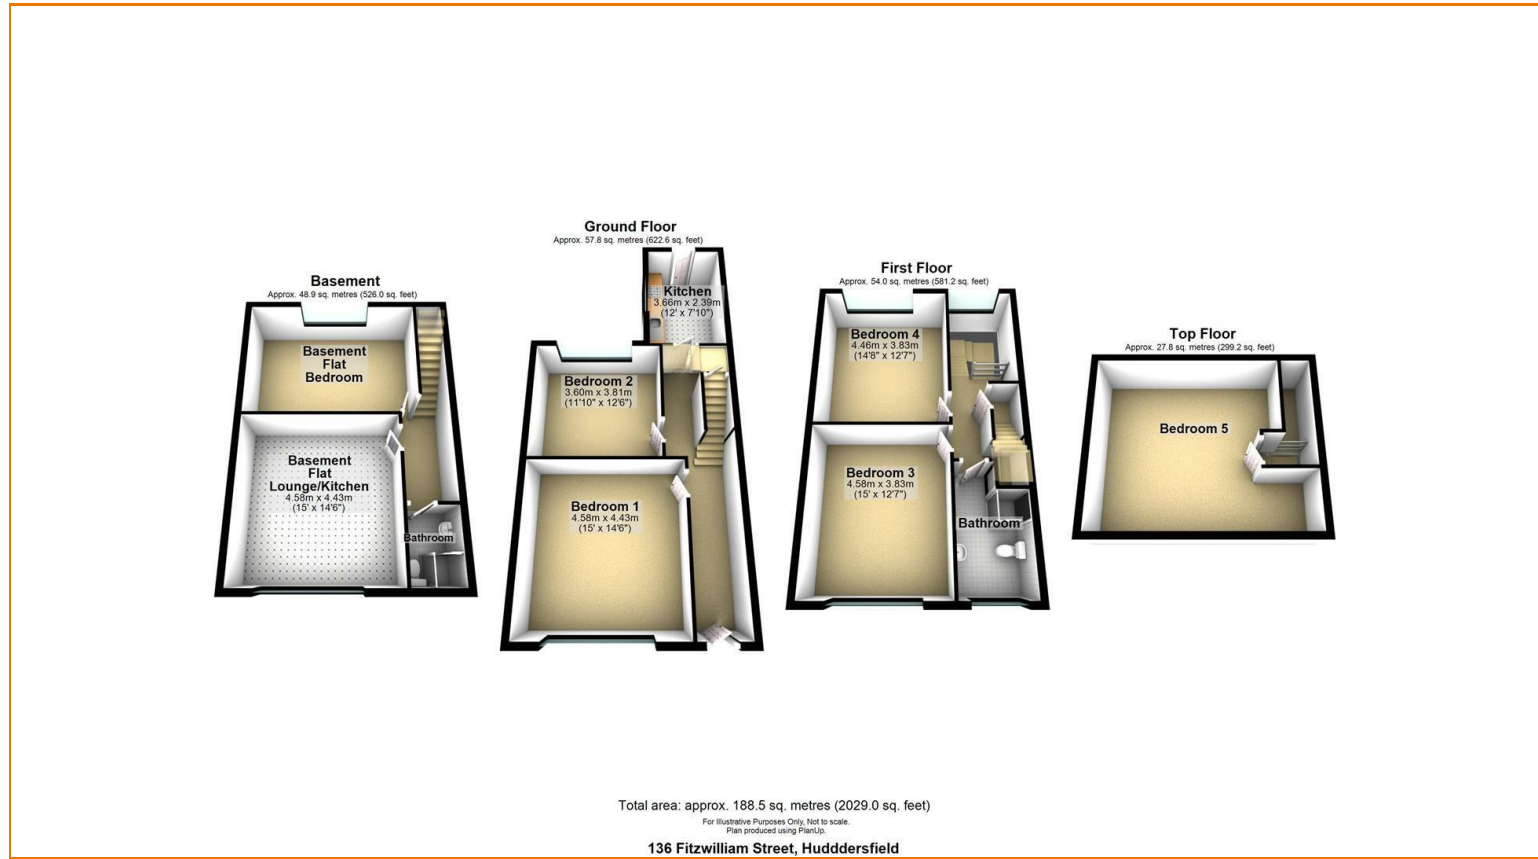 Basement
Approx. 48.9 sq. metres (526.0 sq. feet)
Basement
Flat
Bedroom
Basement
Flat
Lounge/Kitchen
4.58m x 4.43m
(15' x 14'6")
Bathroom
Ground Floor
Approx. 57.8 sq. metres (622.6 sq. feet)
Kitchen
3.66m x 2.39m
(12' x 7'10")
Bedroom 2
3.60m x 3.81m
(11'10" x 12'6")
Bedroom 1
4.58m x 4.43m
(15' x 14'6")
First Floor
Approx. 54.0 sq. metres (581.2 sq. feet)
Bedroom 4
4.46m x 3.83m
(14'8" x 12'7")
Bedroom 3
4.58m x 3.83m
(15' x 12'7")
Bathroom
Top Floor
Approx. 27.8 sq. metres (299.2 sq. feet)
Bedroom 5
Total area: approx. 188.5 sq. metres (2029.0 sq. feet)
For Illustrative Purposes Only, Not to scale.
Plan produced using PlanUp.
136 Fitzwilliam Street, Hudddersfield